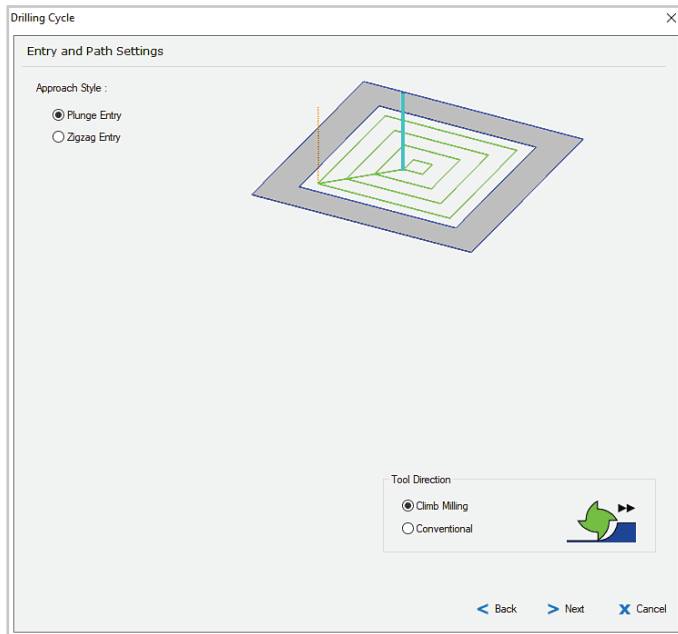 Drilling Cycle
Entry and Path Settings
Approach Style :
Plunge Entry
Zigzag Entry
Tool Direction
Climb Milling
Conventional
< Back > Next X Cancel